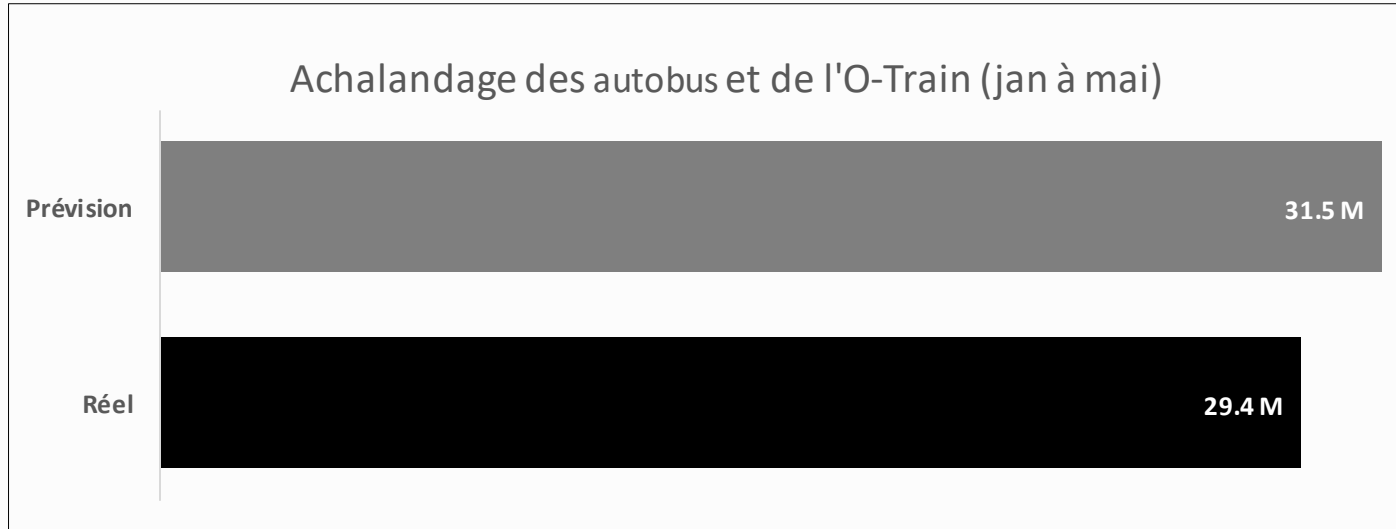 Achalandage des autobus et de l'O-Train (jan à mai)
Prévision
31.5 M
Réel
29.4 M